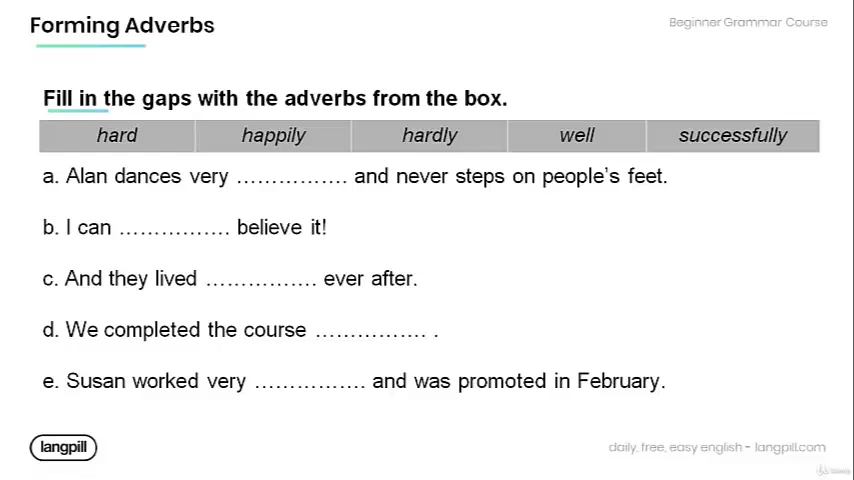 Forming Adverbs
Beginner Grammar Course
Fill in the gaps with the adverbs from the box.
hard happily hardly well successfully
a. Alan dances very ................ and never steps on people's feet.
b. I can ................ believe it!
c. And they lived ................ ever after.
d. We completed the course ................ .
e. Susan worked very ................ and was promoted in February.
langpill
daily, free, easy english - langpill.com
Udemy